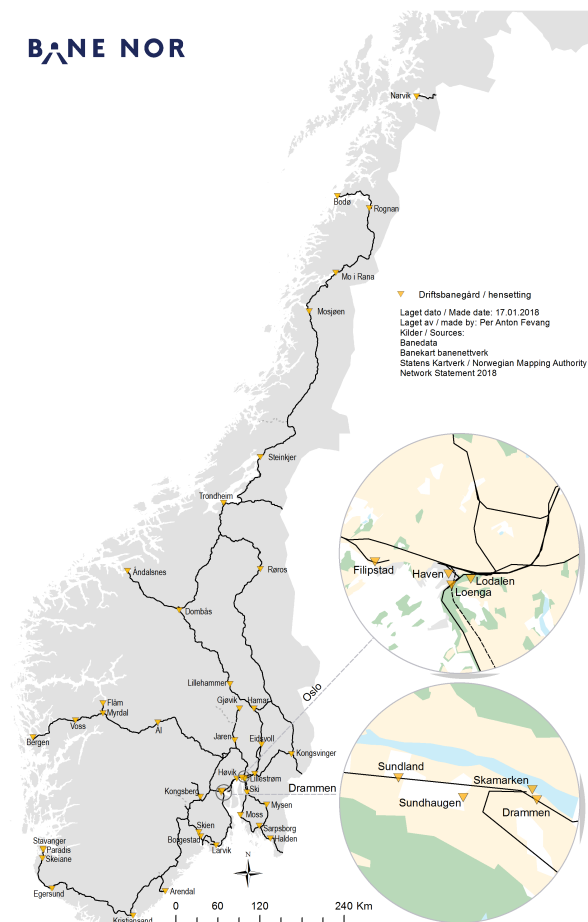 BANE NOR
Narvik
Bodø
Rognan
Mo i Rana
Mosjøen
Driftsbanegård / hensetting
Laget dato / Made date: 17.01.2018
Laget av / made by: Per Anton Fevang
Kilder / Sources:
Banedata
Banekart banenettverk
Statens Kartverk / Norwegian Mapping Authority
Network Statement 2018
Steinkjer
Trondheim
Åndalsnes
Røros
Dombås
Filipstad
Haven
Lodalen
Loenga
Lillehammer
Oslo
Gjøvik
Hamar
Flåm
Myrdal
Voss
Ål
Bergen
Jaren
Eidsvoll
Kongsvinger
Høvik
Lillestrøm
Ski
Drammen
Kongsberg
Mysen
Moss
Skien
Borgestad
Sarpsborg
Halden
Larvik
Sundland
Skamarken
Sundhaugen
Drammen
Stavanger
Paradis
Skeiane
Egersund
Arendal
Kristiansand
N
0 60 120 240 Km